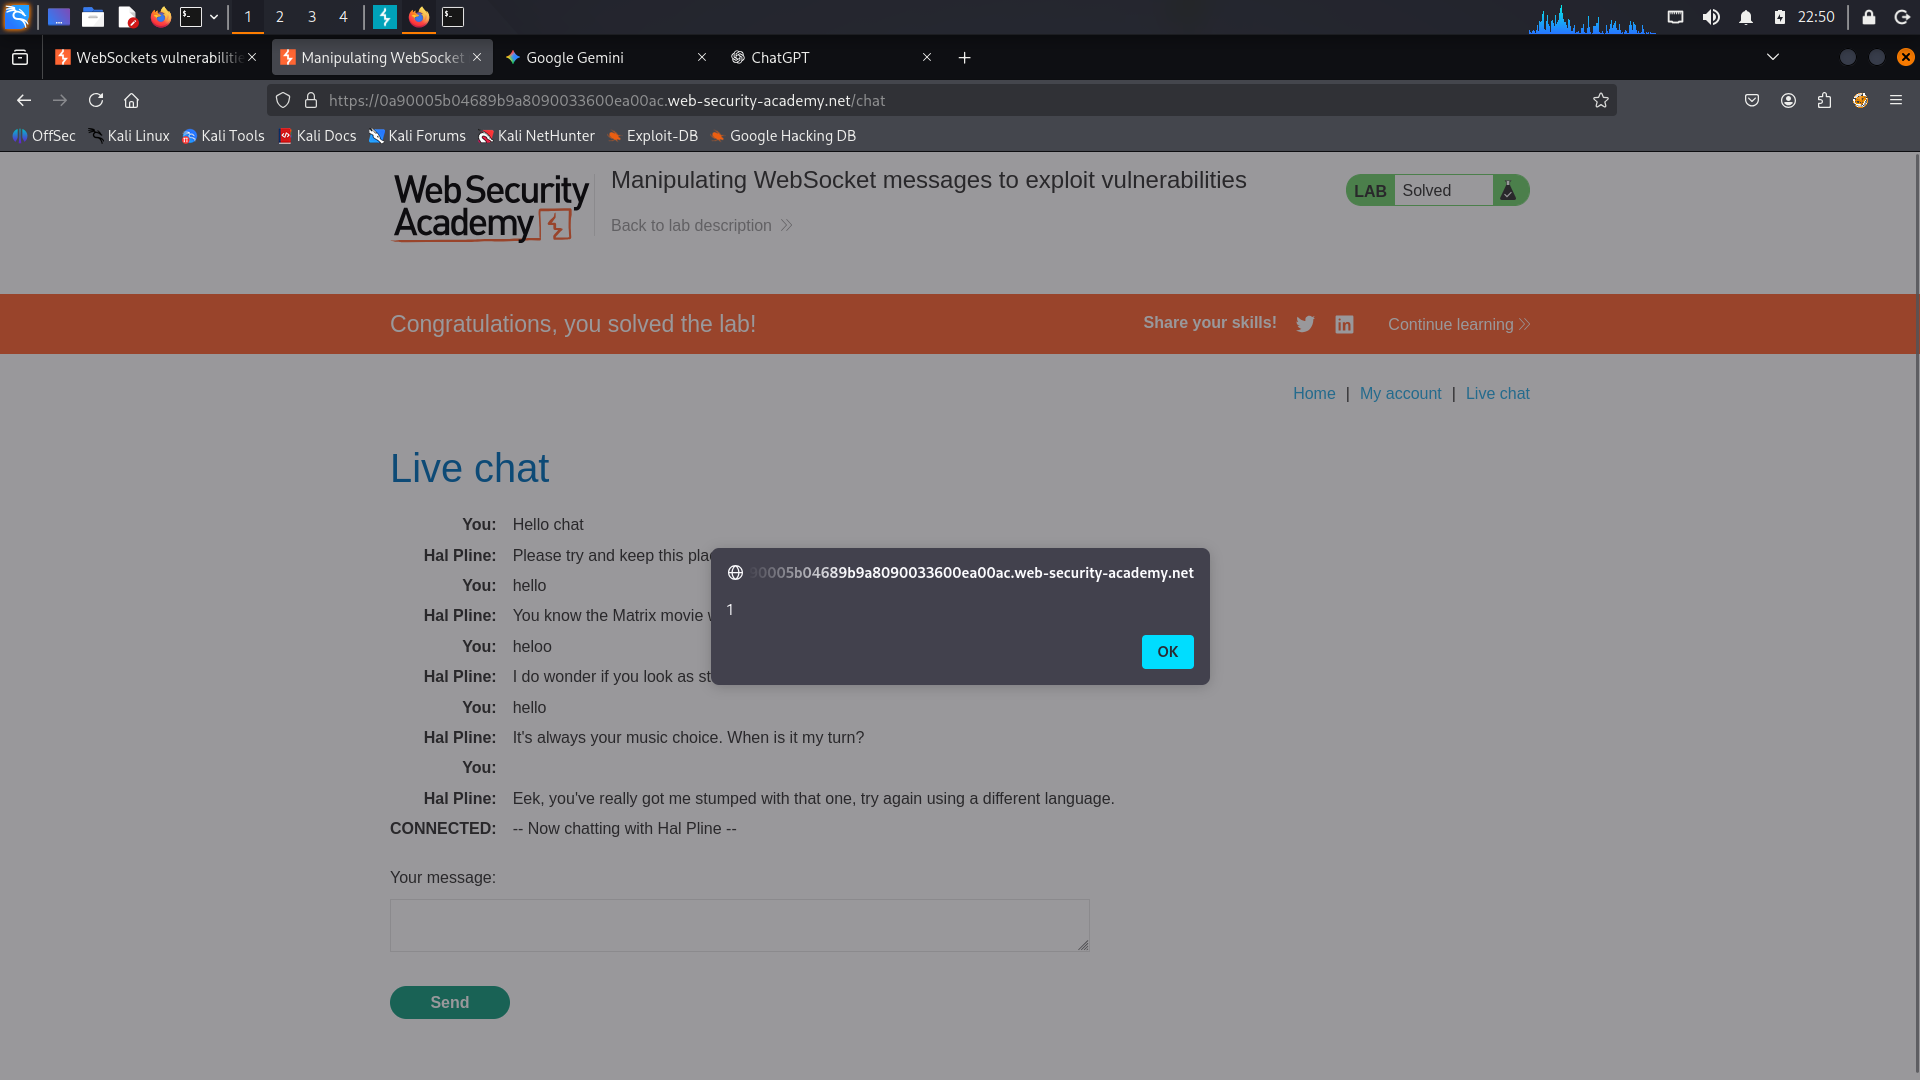 1 2 3 4 22:50
WebSockets vulnerabilitie Manipulating WebSocket Google Gemini ChatGPT
https://0a90005b04689b9a8090033600ea00ac.web-security-academy.net/chat
OffSec Kali Linux Kali Tools Kali Docs Kali Forums Kali NetHunter Exploit-DB Google Hacking DB
WebSecurity
Academy
Manipulating WebSocket messages to exploit vulnerabilities
Back to lab description
LAB Solved
Congratulations, you solved the lab!
Share your skills! Continue learning
Home | My account | Live chat
Live chat
You: Hello chat
Hal Pline: Please try and keep this plac
You: hello
Hal Pline: You know the Matrix movie w
You: heloo
Hal Pline: I do wonder if you look as st
You: hello
Hal Pline: It's always your music choice. When is it my turn?
You:
Hal Pline: Eek, you've really got me stumped with that one, try again using a different language.
CONNECTED: -- Now chatting with Hal Pline --
90005b04689b9a8090033600ea00ac.web-security-academy.net
1
OK
Your message:
Send